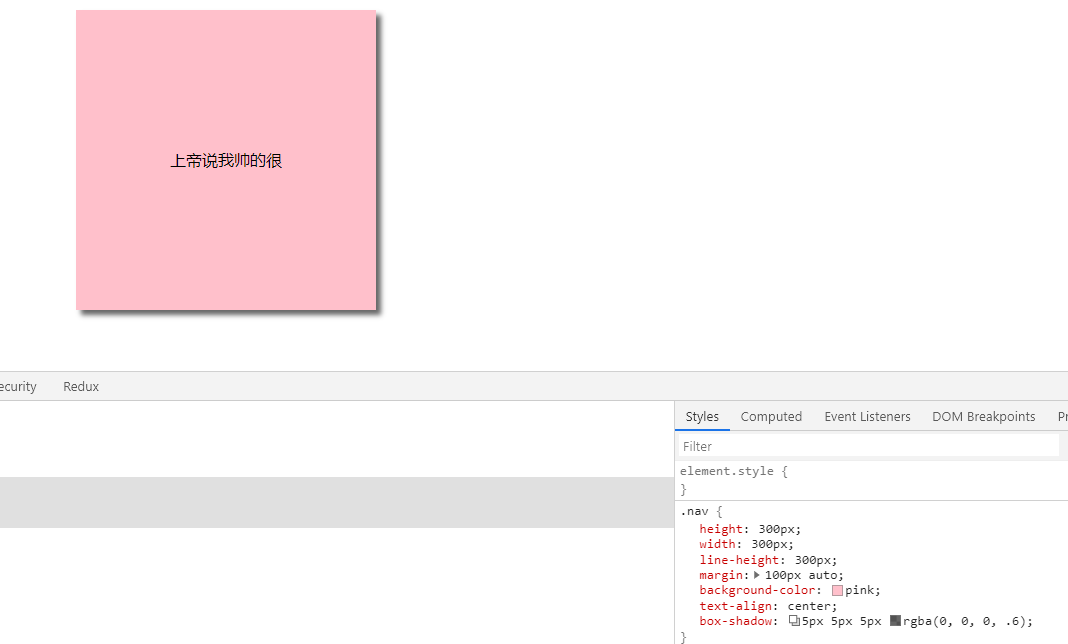 上帝说我帅的很
ecurity Redux
Styles Computed Event Listeners DOM Breakpoints Pr
Filter
element.style {
}
.nav {
height: 300px;
width: 300px;
line-height: 300px;
margin: 100px auto;
background-color: pink;
text-align: center;
box-shadow: 5px 5px 5px rgba(0, 0, 0, .6);
}